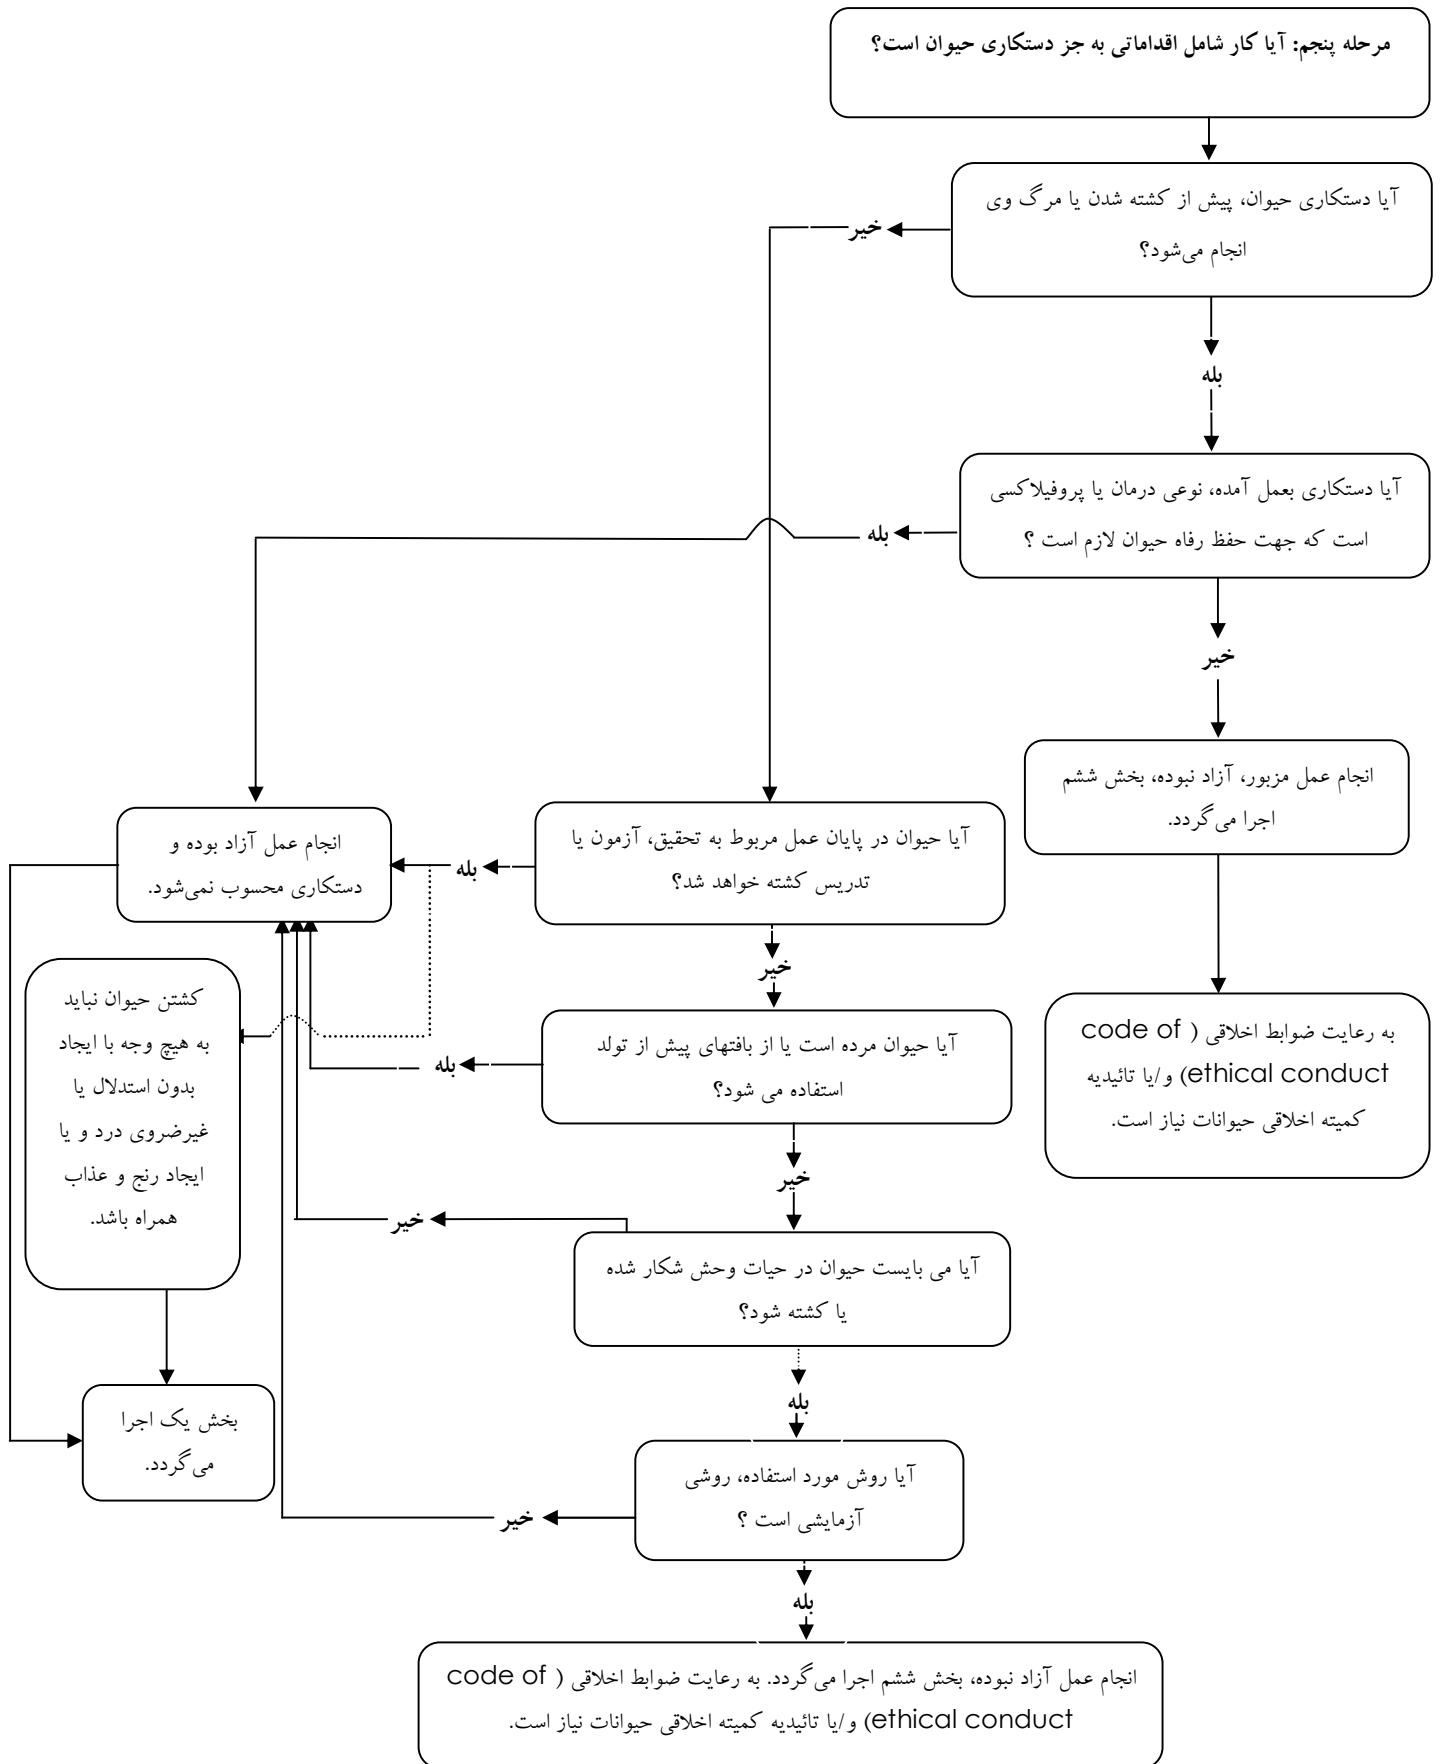 مرحله پنجم: آیا کار شامل اقداماتی به جز دستکاری حیوان است؟
آیا دستکاری حیوان، پیش از کشته شدن یا مرگ وی
انجام می‌شود؟
خیر
بله
آیا دستکاری بعمل آمده، نوعی درمان یا پروفیلاکسی
است که جهت حفظ رفاه حیوان لازم است ؟
بله
خیر
انجام عمل مزبور، آزاد نبوده، بخش ششم
اجرا می‌گردد.
به رعایت ضوابط اخلاقی ( code of
ethical conduct) و/یا تائیدیه
کمیته اخلاقی حیوانات نیاز است.
آیا حیوان در پایان عمل مربوط به تحقیق، آزمون یا
تدریس کشته خواهد شد؟
بله
انجام عمل آزاد بوده و
دستکاری محسوب نمی‌شود.
خیر
آیا حیوان مرده است یا از بافتهای پیش از تولد
استفاده می شود؟
بله
کشتن حیوان نباید
به هیچ وجه با ایجاد
بدون استدلال یا
غیرضروی درد و یا
ایجاد رنج و عذاب
همراه باشد.
خیر
آیا می بایست حیوان در حیات وحش شکار شده
یا کشته شود؟
خیر
بله
بخش یک اجرا
می‌گردد.
آیا روش مورد استفاده، روشی
آزمایشی است ؟
خیر
بله
انجام عمل آزاد نبوده، بخش ششم اجرا می‌گردد. به رعایت ضوابط اخلاقی ( code of
ethical conduct) و/یا تائیدیه کمیته اخلاقی حیوانات نیاز است.